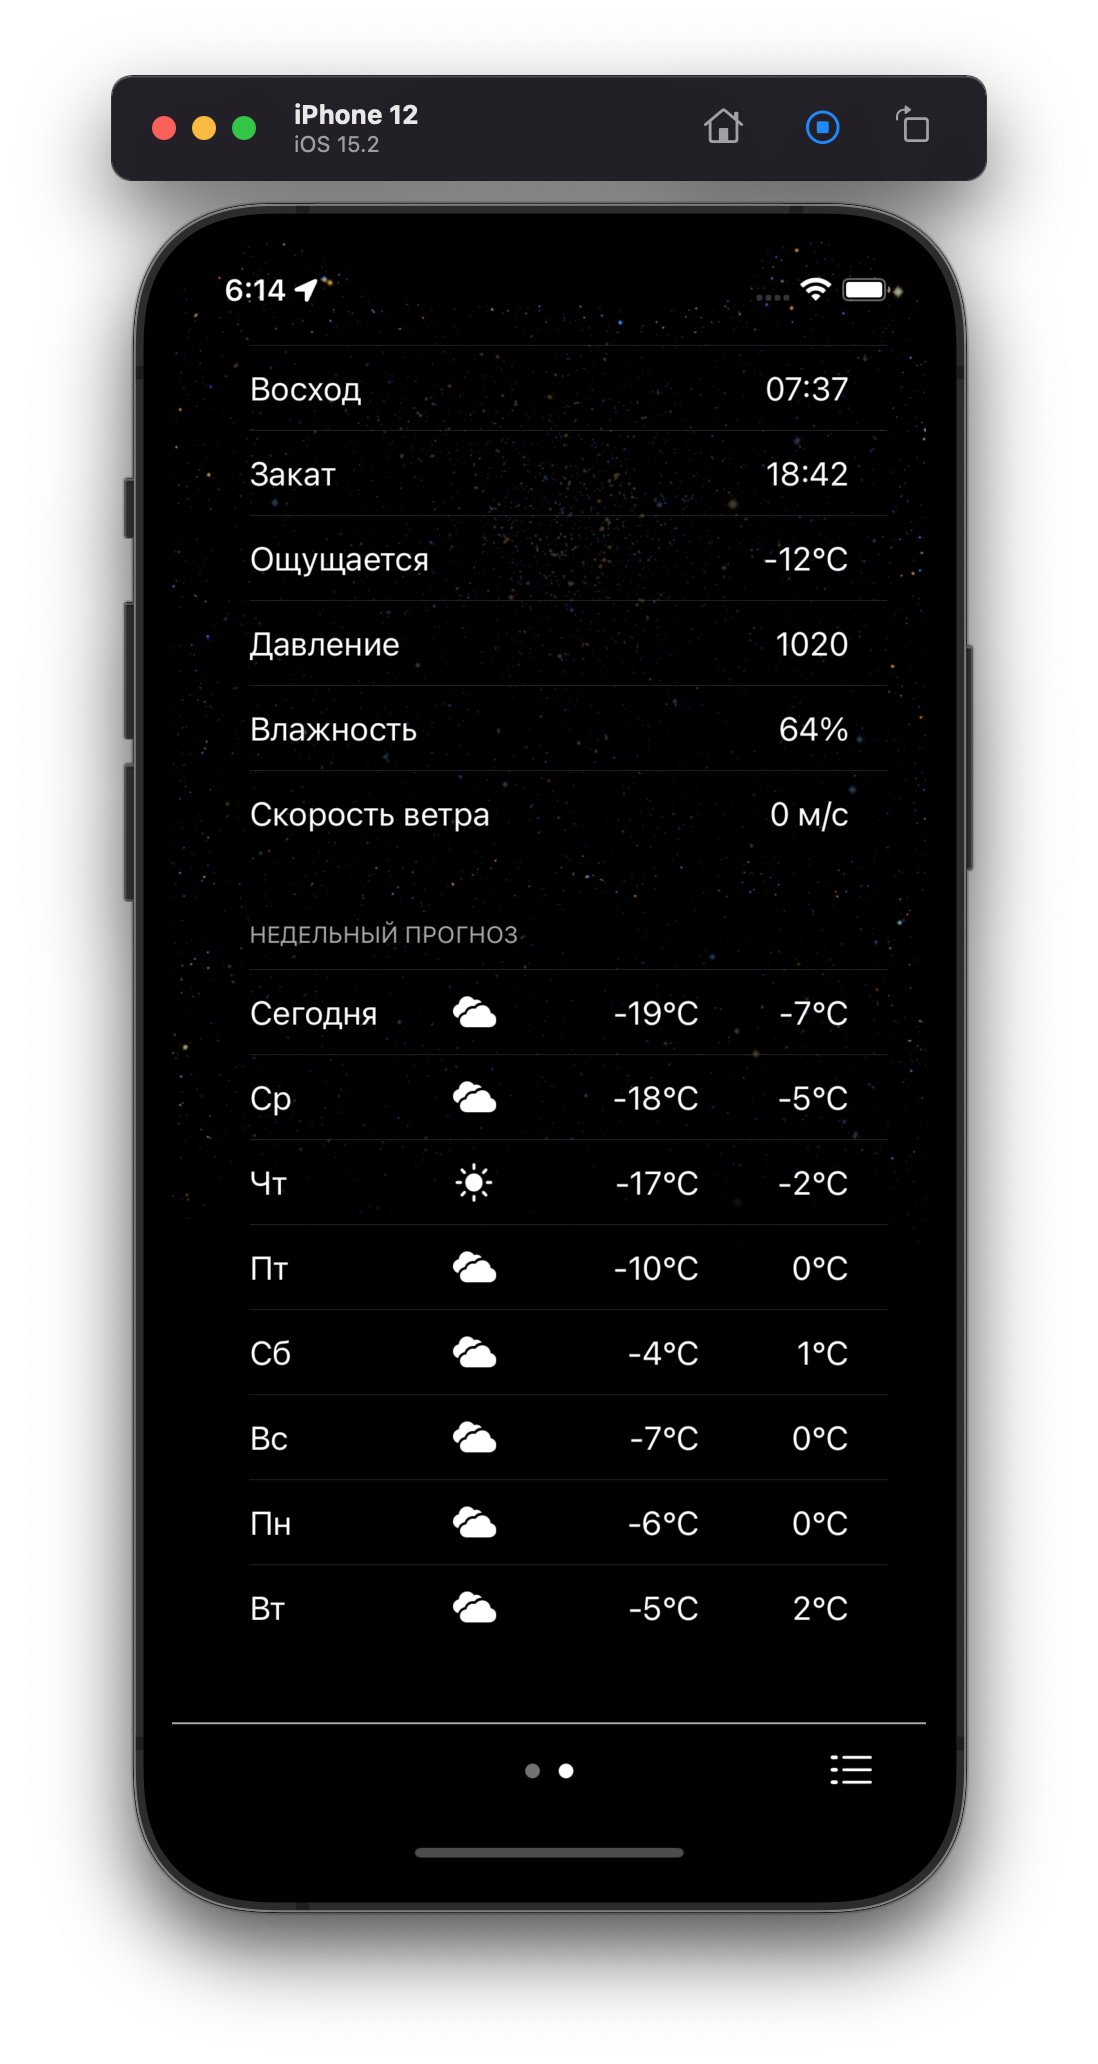 iPhone 12
iOS 15.2
6:14
Восход 07:37
Закат 18:42
Ощущается -12°C
Давление 1020
Влажность 64%
Скорость ветра 0 м/с
НЕДЕЛЬНЫЙ ПРОГНОЗ
Сегодня -19°C -7°C
Ср -18°C -5°C
Чт -17°C -2°C
Пт -10°C 0°C
Сб -4°C 1°C
Вс -7°C 0°C
Пн -6°C 0°C
Вт -5°C 2°C